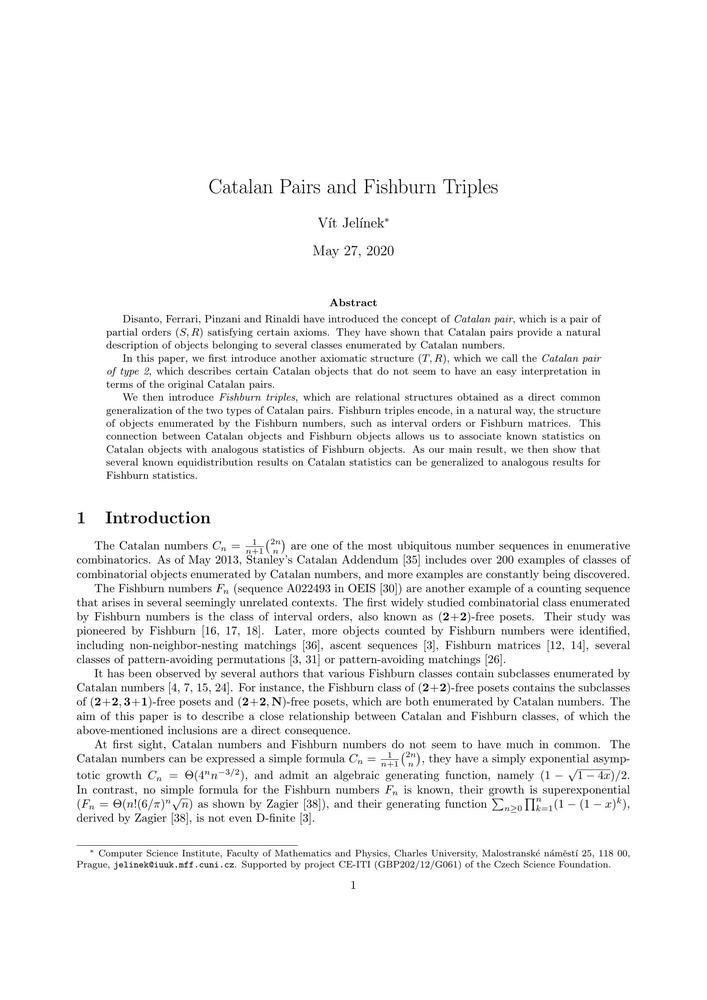 Catalan Pairs and Fishburn Triples
Vít Jelínek*
May 27, 2020
Abstract
Disanto, Ferrari, Pinzani and Rinaldi have introduced the concept of Catalan pair, which is a pair of
partial orders (S, R) satisfying certain axioms. They have shown that Catalan pairs provide a natural
description of objects belonging to several classes enumerated by Catalan numbers.
In this paper, we first introduce another axiomatic structure (T, R), which we call the Catalan pair
of type 2, which describes certain Catalan objects that do not seem to have an easy interpretation in
terms of the original Catalan pairs.
We then introduce Fishburn triples, which are relational structures obtained as a direct common
generalization of the two types of Catalan pairs. Fishburn triples encode, in a natural way, the structure
of objects enumerated by the Fishburn numbers, such as interval orders or Fishburn matrices. This
connection between Catalan objects and Fishburn objects allows us to associate known statistics on
Catalan objects with analogous statistics of Fishburn objects. As our main result, we then show that
several known equidistribution results on Catalan statistics can be generalized to analogous results for
Fishburn statistics.
1 Introduction
The Catalan numbers Cₙ = 1/(n+1) (2n choose n) are one of the most ubiquitous number sequences in enumerative
combinatorics. As of May 2013, Stanley's Catalan Addendum [35] includes over 200 examples of classes of
combinatorial objects enumerated by Catalan numbers, and more examples are constantly being discovered.
The Fishburn numbers Fₙ (sequence A022493 in OEIS [30]) are another example of a counting sequence
that arises in several seemingly unrelated contexts. The first widely studied combinatorial class enumerated
by Fishburn numbers is the class of interval orders, also known as (2+2)-free posets. Their study was
pioneered by Fishburn [16, 17, 18]. Later, more objects counted by Fishburn numbers were identified,
including non-neighbor-nesting matchings [36], ascent sequences [3], Fishburn matrices [12, 14], several
classes of pattern-avoiding permutations [3, 31] or pattern-avoiding matchings [26].
It has been observed by several authors that various Fishburn classes contain subclasses enumerated by
Catalan numbers [4, 7, 15, 24]. For instance, the Fishburn class of (2+2)-free posets contains the subclasses
of (2+2, 3+1)-free posets and (2+2, N)-free posets, which are both enumerated by Catalan numbers. The
aim of this paper is to describe a close relationship between Catalan and Fishburn classes, of which the
above-mentioned inclusions are a direct consequence.
At first sight, Catalan numbers and Fishburn numbers do not seem to have much in common. The
Catalan numbers can be expressed a simple formula Cₙ = 1/(n+1) (2n choose n), they have a simply exponential asymp-
totic growth Cₙ = Θ(4ⁿn^(−3/2)), and admit an algebraic generating function, namely (1 − √(1 − 4x))/2.
In contrast, no simple formula for the Fishburn numbers Fₙ is known, their growth is superexponential
(Fₙ = Θ(n!(6/π)ⁿ√n) as shown by Zagier [38]), and their generating function ∑_{n≥0} ∏_{k=1}^{n}(1 − (1 − x)^k),
derived by Zagier [38], is not even D-finite [3].
* Computer Science Institute, Faculty of Mathematics and Physics, Charles University, Malostranské náměstí 25, 118 00,
Prague, jelinek@iuuk.mff.cuni.cz. Supported by project CE-ITI (GBP202/12/G061) of the Czech Science Foundation.
1